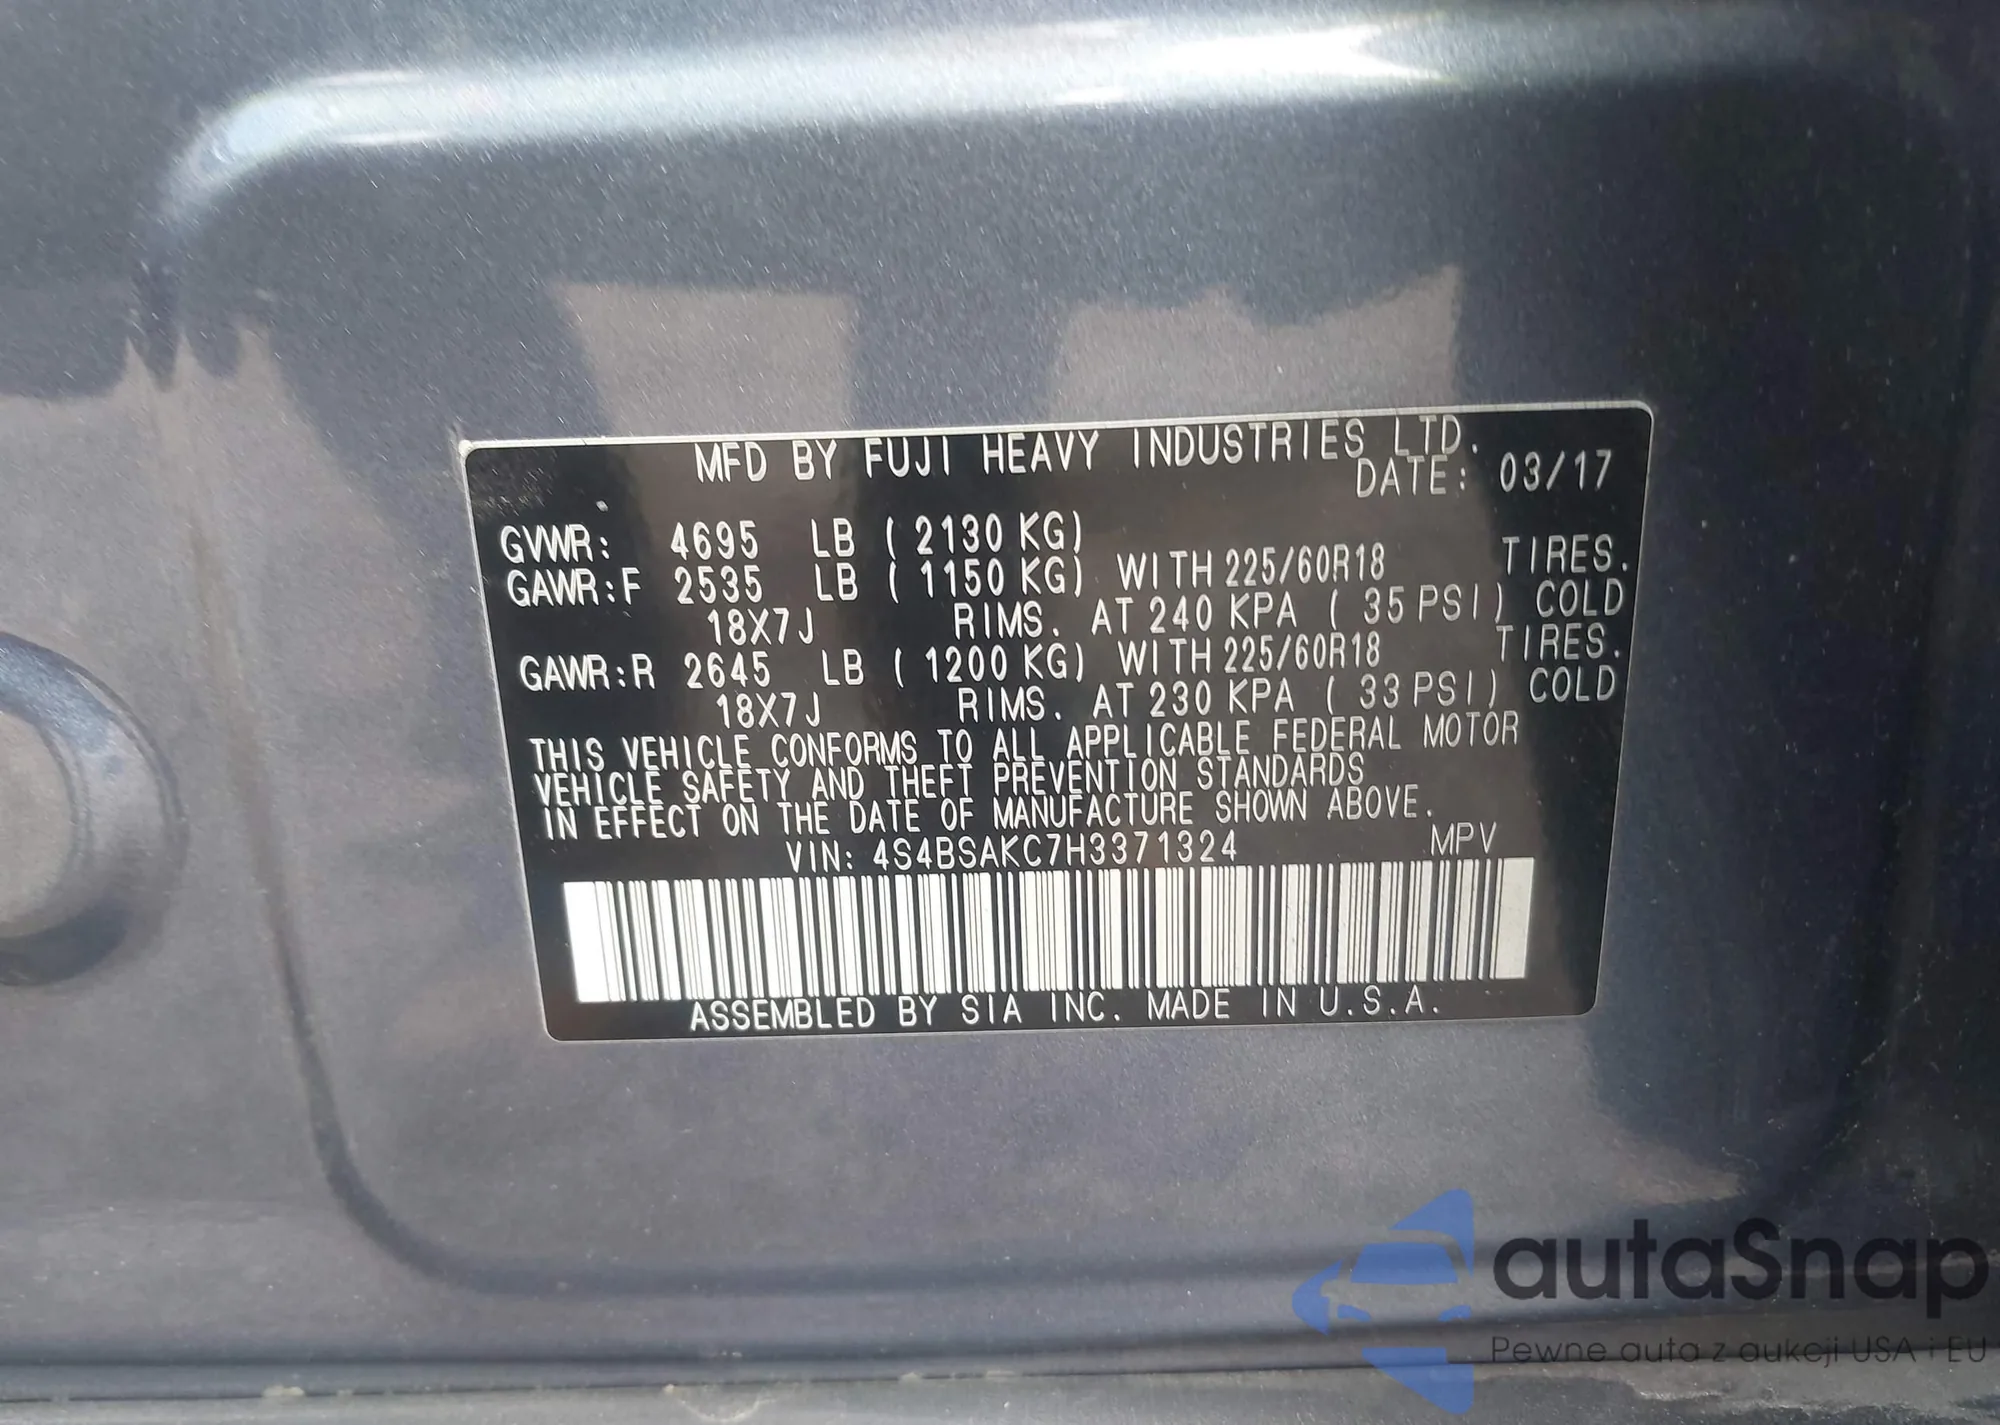 MFD BY FUJI HEAVY INDUSTRIES LTD.
DATE: 03/17
GVWR: 4695 LB ( 2130 KG)
GAWR:F 2535 LB ( 1150 KG) WITH 225/60R18 TIRES.
18X7J RIMS. AT 240 KPA ( 35 PSI) COLD
GAWR:R 2645 LB ( 1200 KG) WITH 225/60R18 TIRES.
18X7J RIMS. AT 230 KPA ( 33 PSI) COLD
THIS VEHICLE CONFORMS TO ALL APPLICABLE FEDERAL MOTOR
VEHICLE SAFETY AND THEFT PREVENTION STANDARDS
IN EFFECT ON THE DATE OF MANUFACTURE SHOWN ABOVE.
VIN: 4S4BSAKC7H3371324 MPV
ASSEMBLED BY SIA INC. MADE IN U.S.A.
autaSnap
Pewne auta z aukcji USA i EU